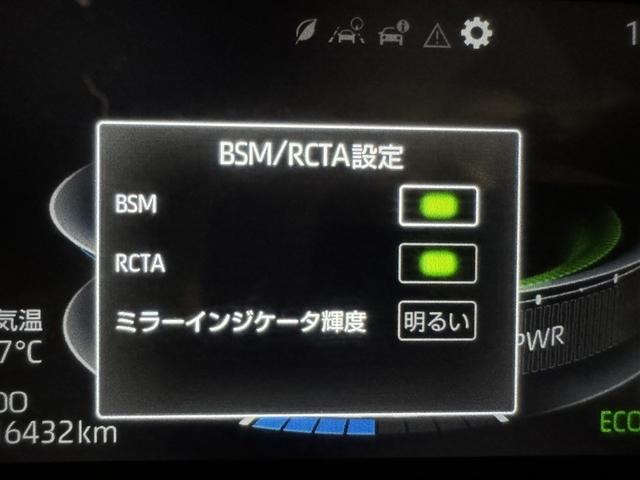 BSM/RCTA設定
BSM
RCTA
ミラーインジケータ輝度 明るい
気温
7°C
PWR
6432km
ECO